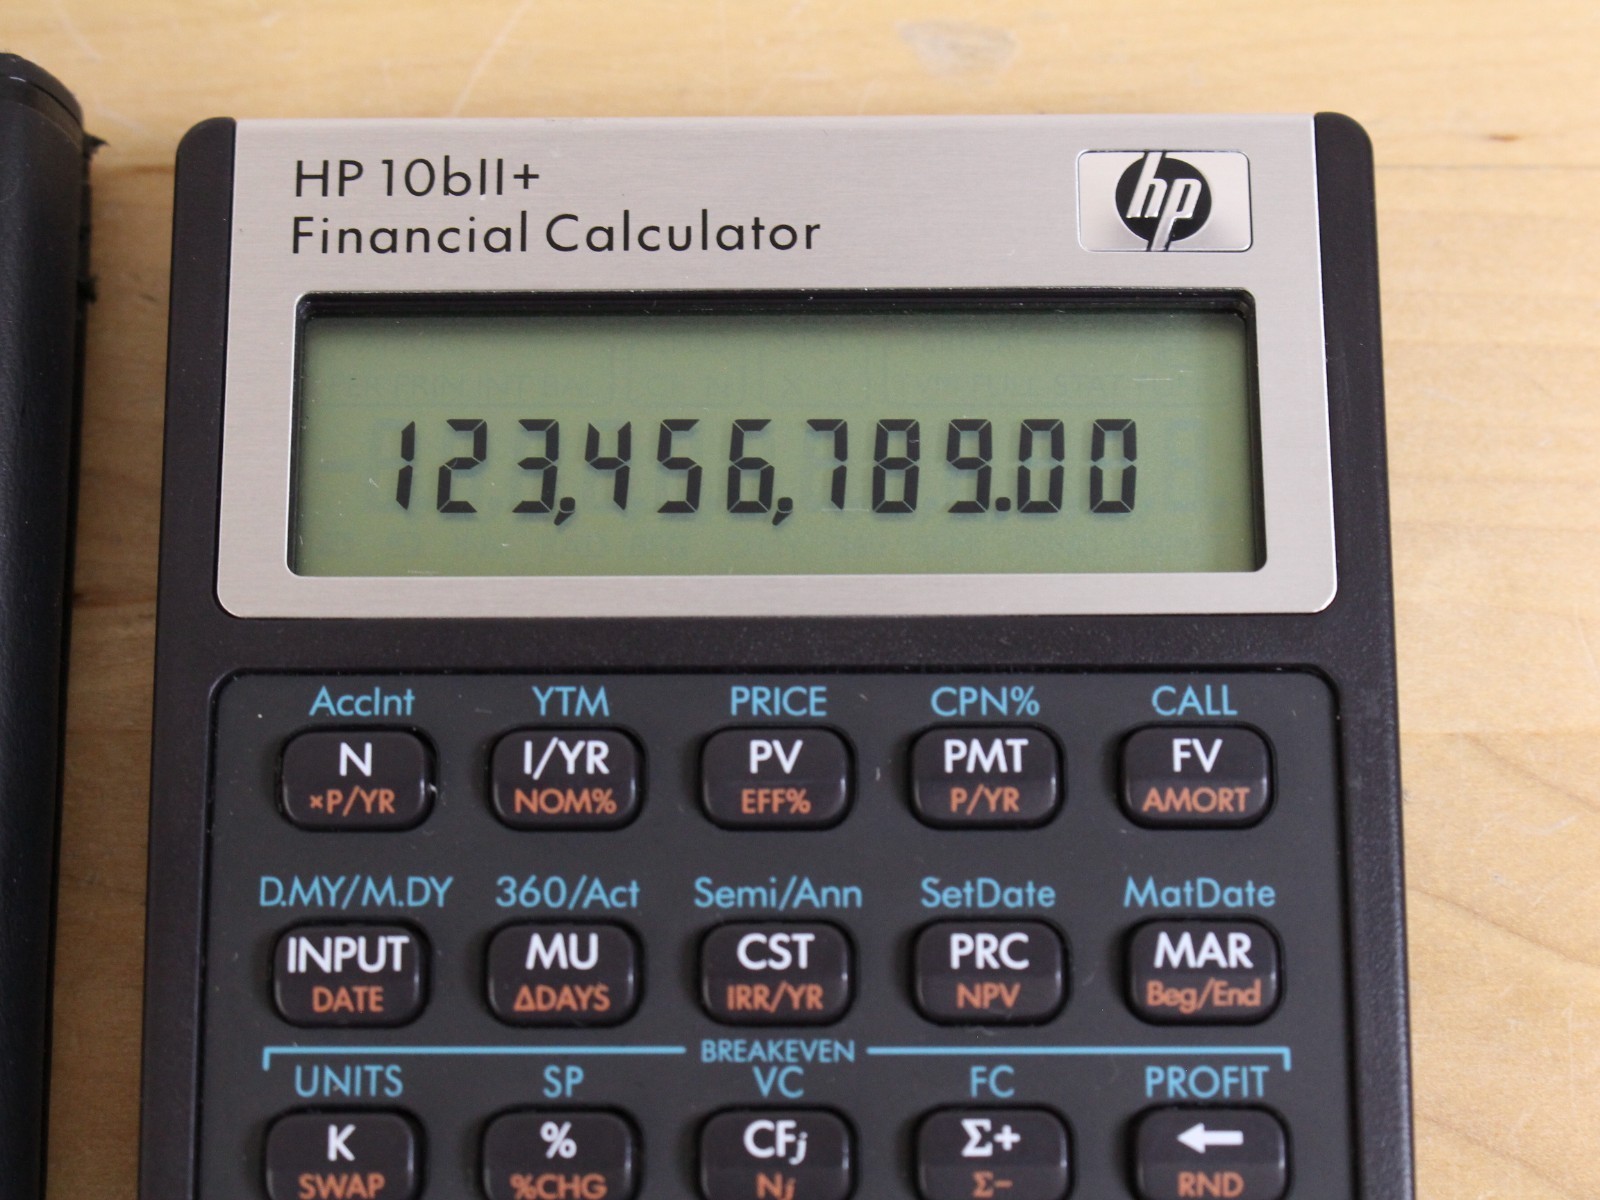 HP 10bII+
Financial Calculator
hp
123,456,789.00
AccInt YTM PRICE CPN% CALL
N I/YR PV PMT FV
×P/YR NOM% EFF% P/YR AMORT
D.MY/M.DY 360/Act Semi/Ann SetDate MatDate
INPUT MU CST PRC MAR
DATE ΔDAYS IRR/YR NPV Beg/End
BREAKEVEN
UNITS SP VC FC PROFIT
K % CFj Σ+ ←
SWAP %CHG Nj Σ− RND